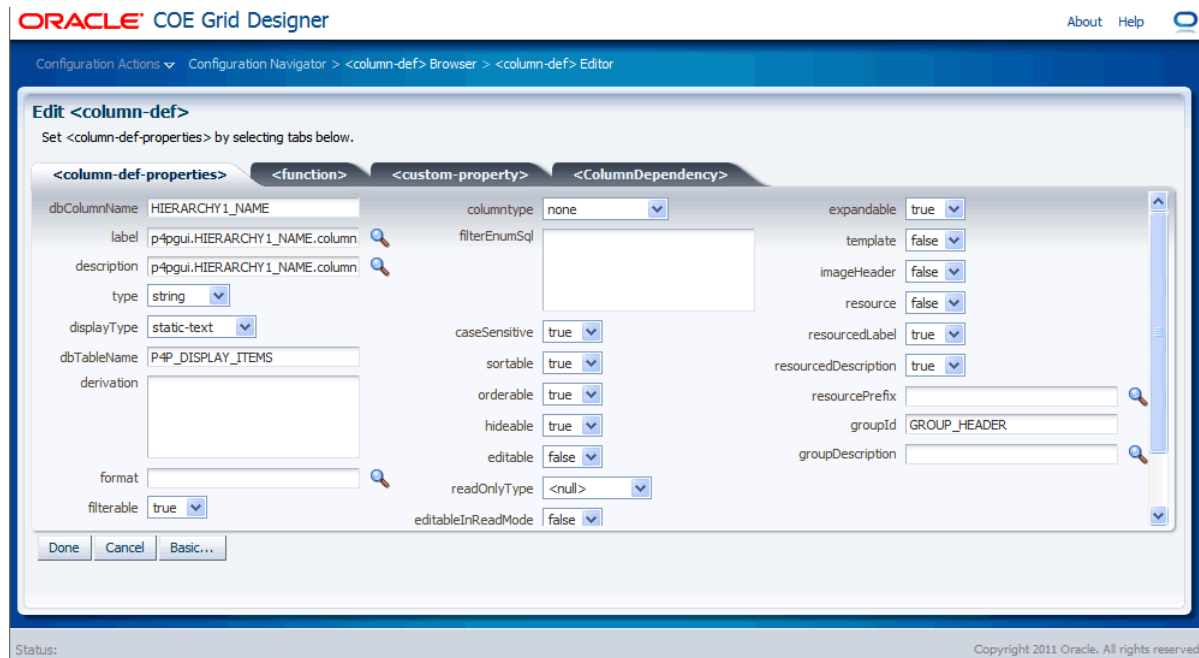 ORACLE COE Grid Designer
About Help
Configuration Actions Configuration Navigator > <column-def> Browser > <column-def> Editor
Edit <column-def>
Set <column-def-properties> by selecting tabs below.
<column-def-properties> <function> <custom-property> <ColumnDependency>
dbColumnName HIERARCHY1_NAME
label p4pgui.HIERARCHY1_NAME.column
description p4pgui.HIERARCHY1_NAME.column
type string
displayType static-text
dbTableName P4P_DISPLAY_ITEMS
derivation
format
filterable true
columntype none
filterEnumSql
caseSensitive true
sortable true
orderable true
hideable true
editable false
readOnlyType <null>
editableInReadMode false
expandable true
template false
imageHeader false
resource false
resourcedLabel true
resourcedDescription true
resourcePrefix
groupId GROUP_HEADER
groupDescription
Done Cancel Basic...
Status:
Copyright 2011 Oracle. All rights reserved